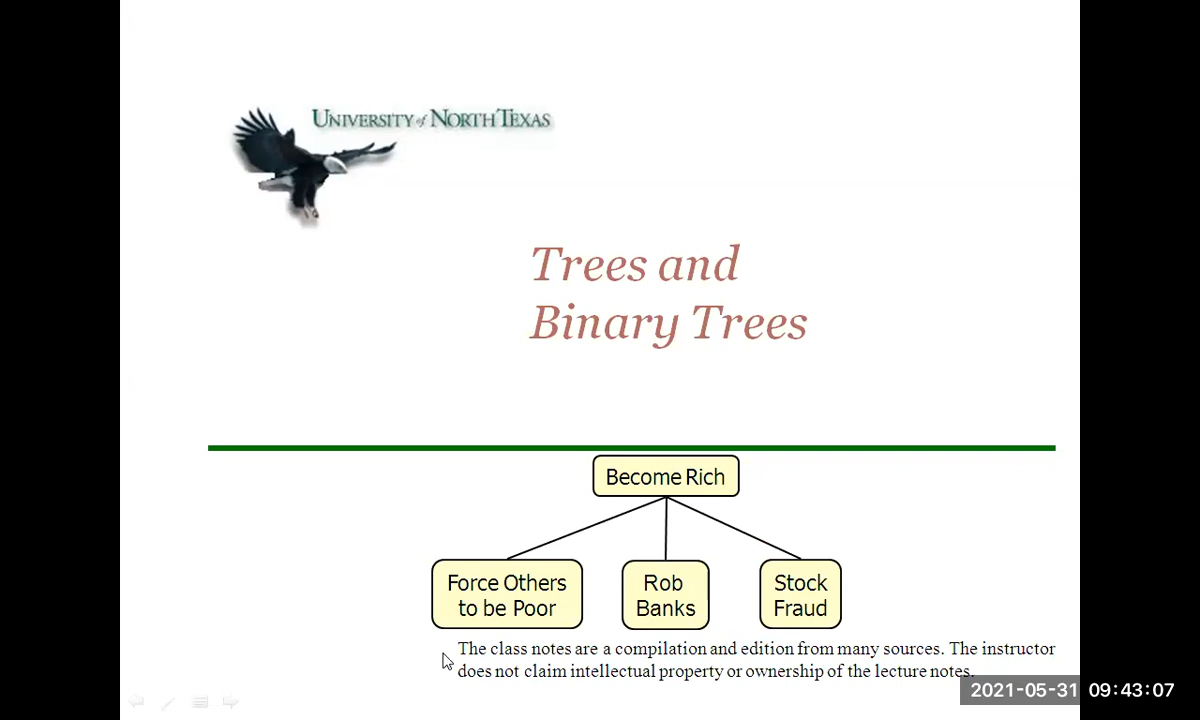 UNIVERSITY of NORTH TEXAS
Trees and
Binary Trees
Become Rich
Force Others
to be Poor
Rob
Banks
Stock
Fraud
The class notes are a compilation and edition from many sources. The instructor
does not claim intellectual property or ownership of the lecture notes.
2021-05-31 09:43:07